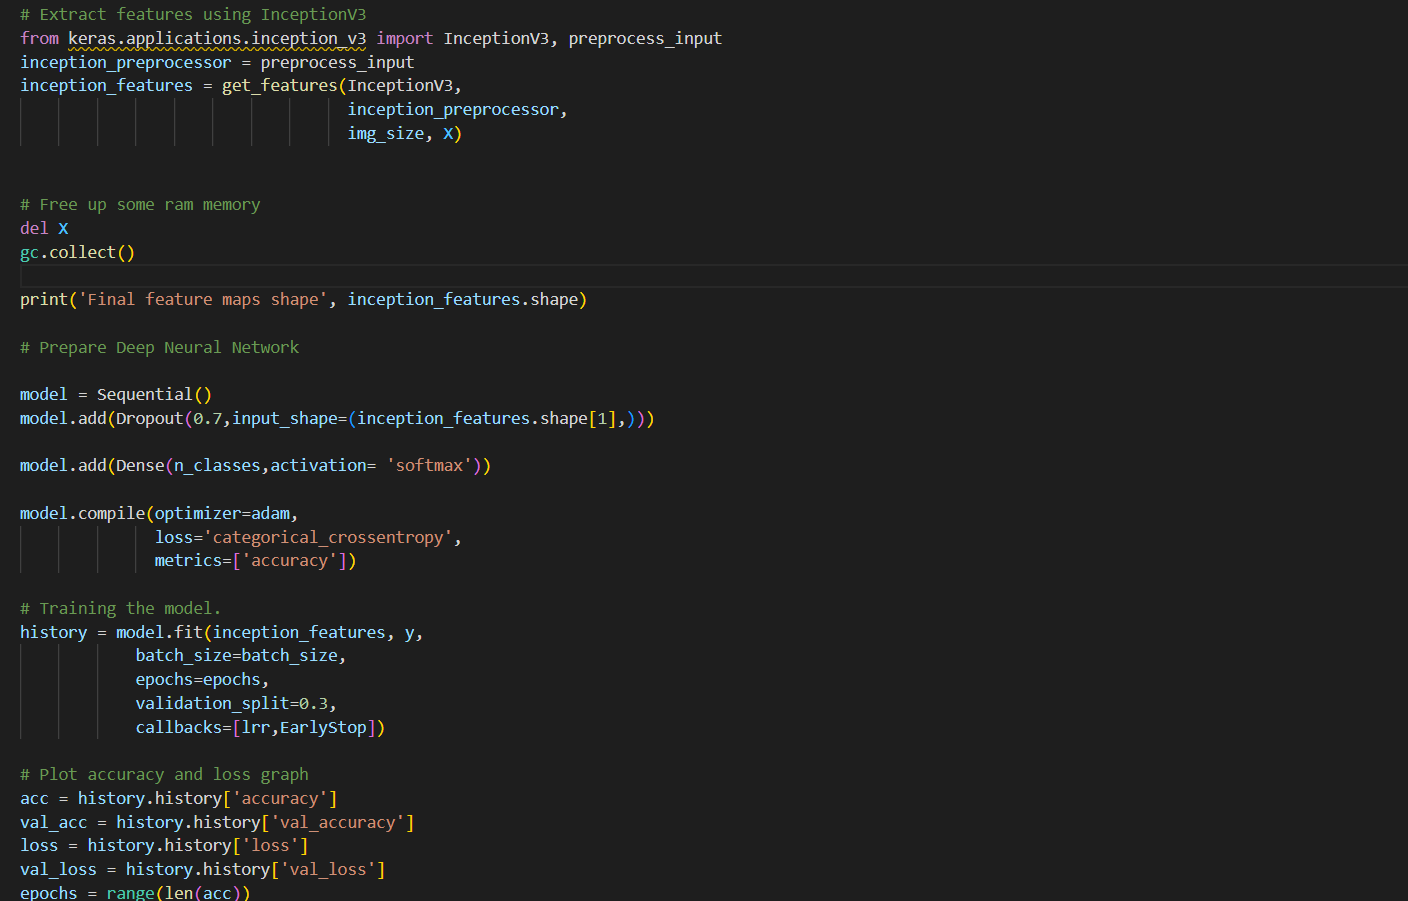 # Extract features using InceptionV3
from keras.applications.inception_v3 import InceptionV3, preprocess_input
inception_preprocessor = preprocess_input
inception_features = get_features(InceptionV3,
                                  inception_preprocessor,
                                  img_size, X)


# Free up some ram memory
del X
gc.collect()

print('Final feature maps shape', inception_features.shape)

# Prepare Deep Neural Network

model = Sequential()
model.add(Dropout(0.7,input_shape=(inception_features.shape[1],)))

model.add(Dense(n_classes,activation= 'softmax'))

model.compile(optimizer=adam,
              loss='categorical_crossentropy',
              metrics=['accuracy'])

# Training the model.
history = model.fit(inception_features, y,
            batch_size=batch_size,
            epochs=epochs,
            validation_split=0.3,
            callbacks=[lrr,EarlyStop])

# Plot accuracy and loss graph
acc = history.history['accuracy']
val_acc = history.history['val_accuracy']
loss = history.history['loss']
val_loss = history.history['val_loss']
epochs = range(len(acc))